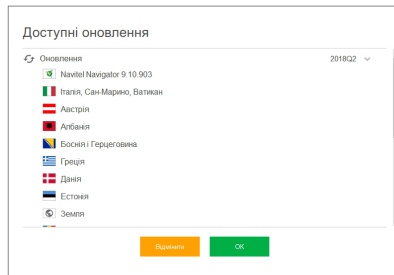 Доступні оновлення
Оновлення 2018Q2
Navitel Navigator 9.10.903
Італія, Сан-Марино, Ватикан
Австрія
Албанія
Боснія і Герцеговина
Греція
Данія
Естонія
Земля
Відмінити OK